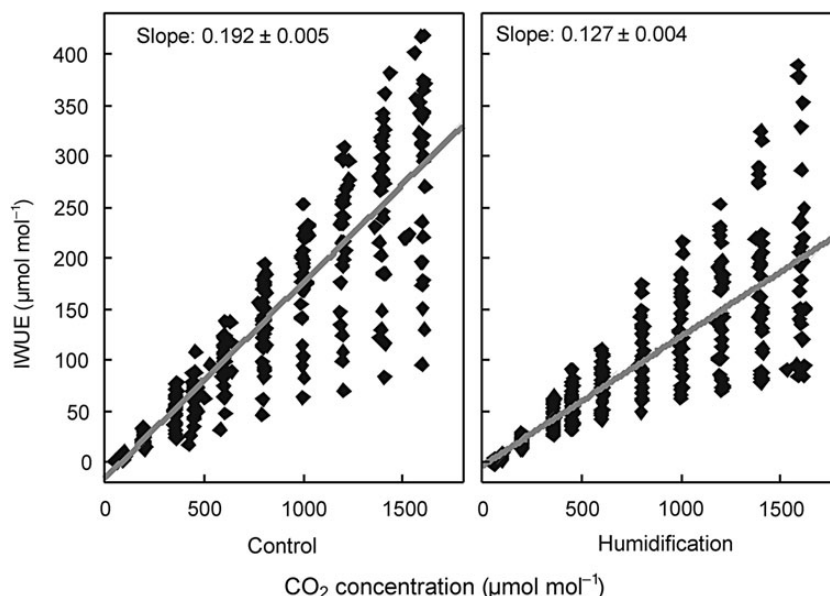 Slope: 0.192 ± 0.005
Slope: 0.127 ± 0.004
400
350
300
250
200
150
100
50
0
IWUE (µmol mol⁻¹)
0 500 1000 1500
0 500 1000 1500
Control
Humidification
CO₂ concentration (µmol mol⁻¹)